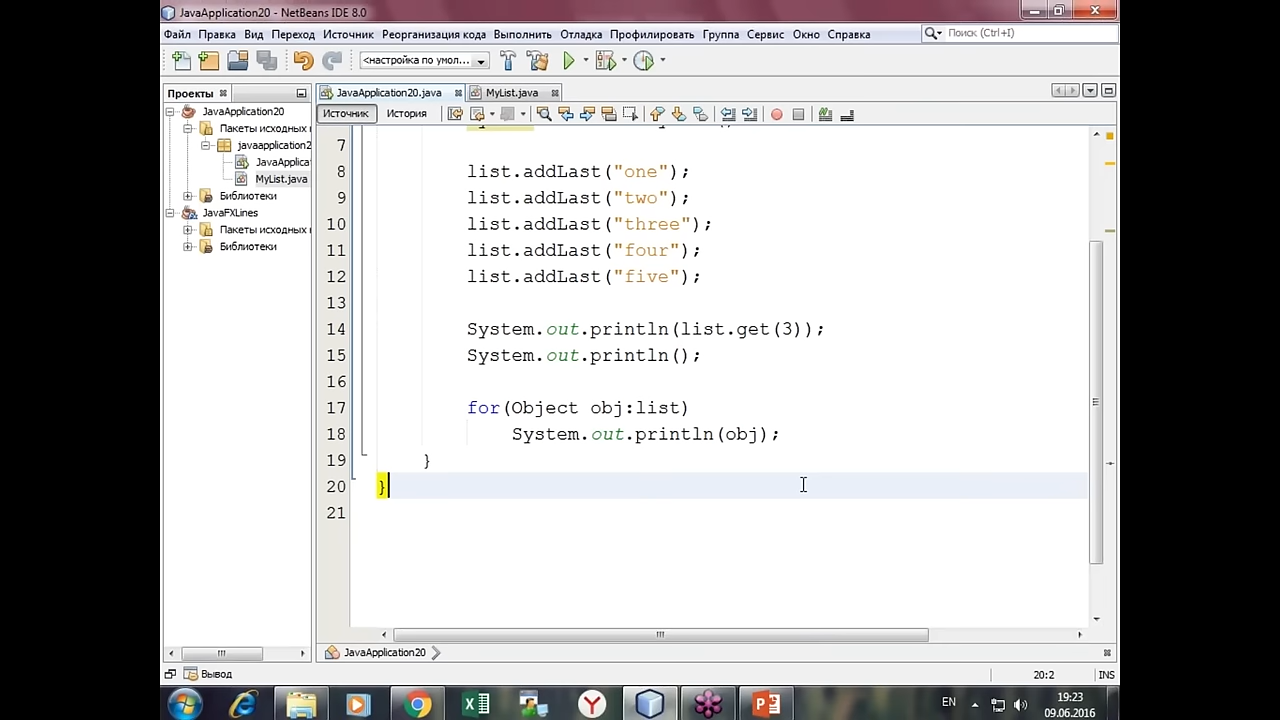 JavaApplication20 - NetBeans IDE 8.0
Файл Правка Вид Переход Источник Реорганизация кода Выполнить Отладка Профилировать Группа Сервис Окно Справка
Поиск (Ctrl+I)
<настройка по умол...
Проекты
JavaApplication20
Пакеты исходных
javaapplication2
JavaApplica
MyList.java
Библиотеки
JavaFXLines
Пакеты исходных
Библиотеки
JavaApplication20.java MyList.java
Источник История
7
8 list.addLast("one");
9 list.addLast("two");
10 list.addLast("three");
11 list.addLast("four");
12 list.addLast("five");
13
14 System.out.println(list.get(3));
15 System.out.println();
16
17 for(Object obj:list)
18 System.out.println(obj);
19 }
20 }
21
JavaApplication20
Вывод
20:2 INS
EN
19:23
09.06.2016